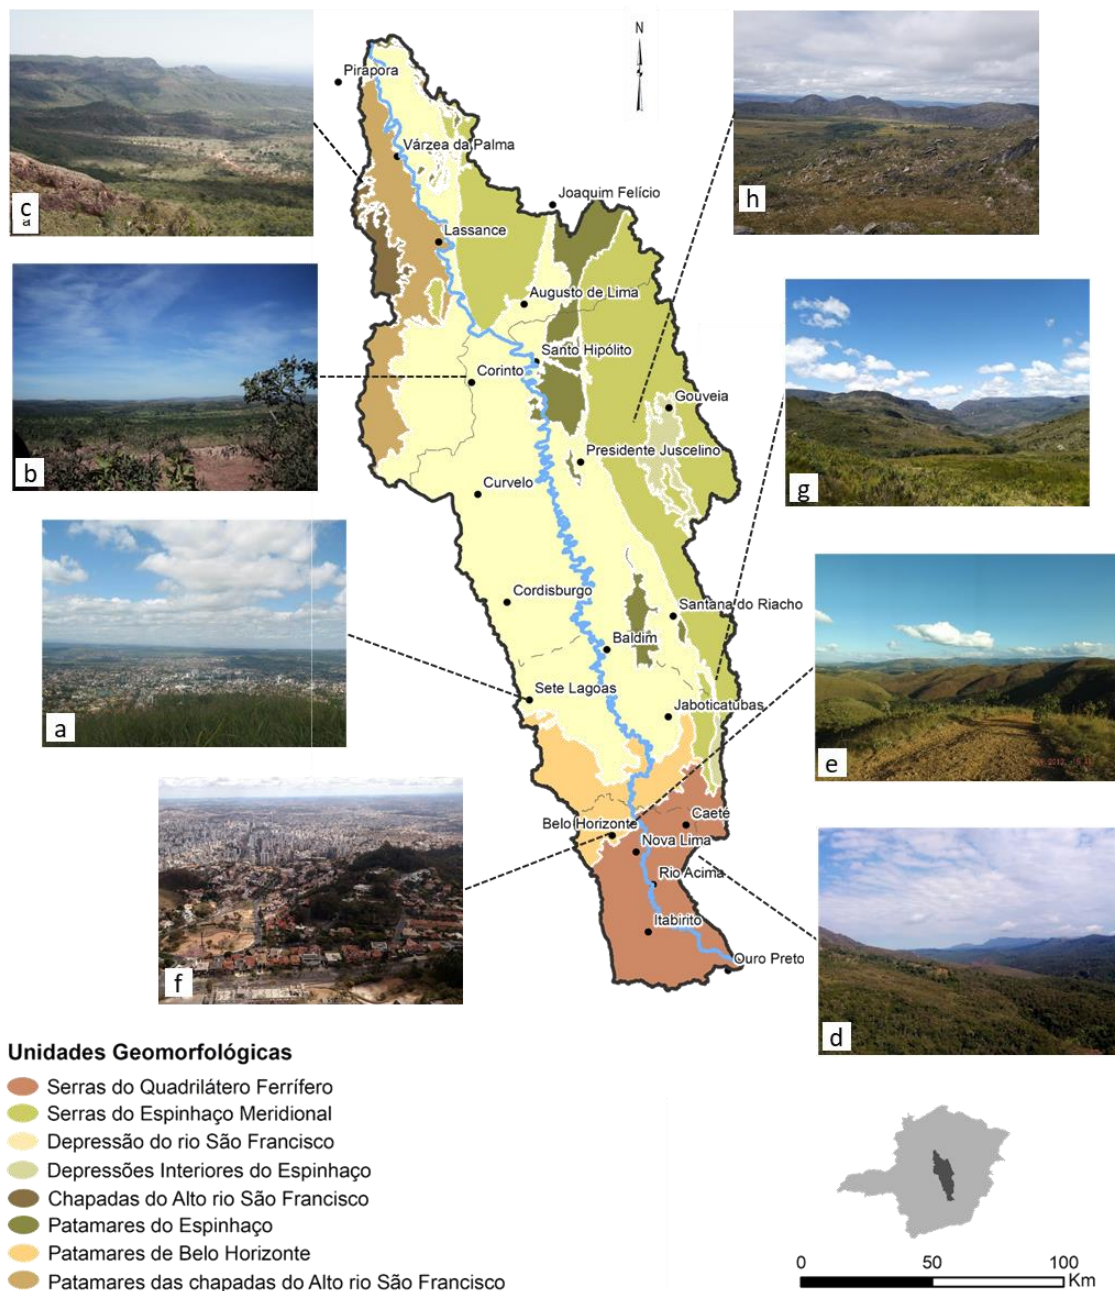 N
Pirapora
Várzea da Palma
Joaquim Felício
Lassance
Augusto de Lima
Santo Hipólito
Corinto
Gouveia
Presidente Juscelino
Curvelo
Cordisburgo
Santana do Riacho
Baldim
Sete Lagoas
Jaboticatubas
Caeté
Belo Horizonte
Nova Lima
Rio Acima
Itabirito
Ouro Preto
c
b
a
f
h
g
e
d
Unidades Geomorfológicas
Serras do Quadrilátero Ferrífero
Serras do Espinhaço Meridional
Depressão do rio São Francisco
Depressões Interiores do Espinhaço
Chapadas do Alto rio São Francisco
Patamares do Espinhaço
Patamares de Belo Horizonte
Patamares das chapadas do Alto rio São Francisco
0 50 100
Km